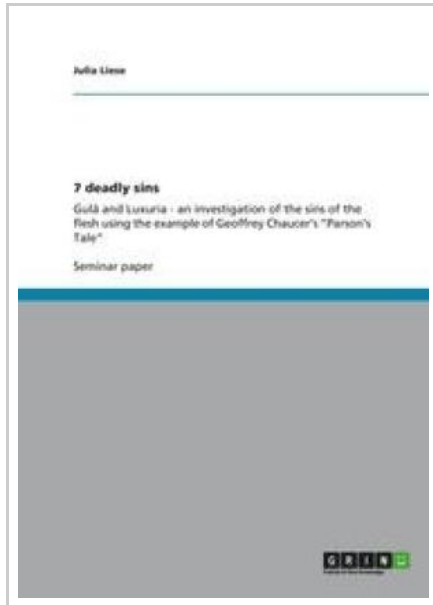 Julia Liese
7 deadly sins
Gulà and Luxuria - an investigation of the sins of the
flesh using the example of Geoffrey Chaucer's "Parson's
Tale"
Seminar paper
GRIN